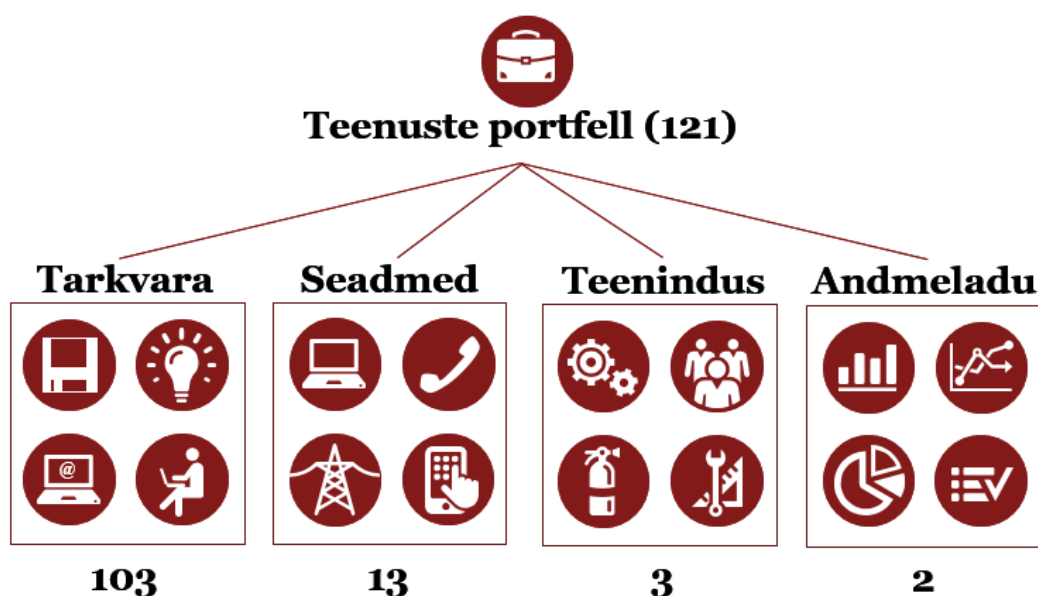 Teenuste portfell (121)
Tarkvara
Seadmed
Teenindus
Andmeladu
@
103
13
3
2